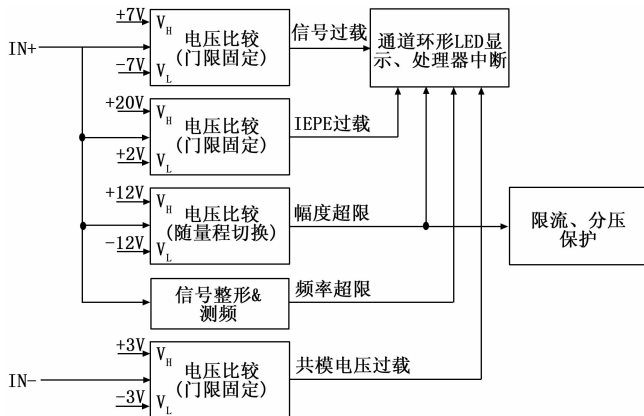 +7V
V_H
电压比较
(门限固定)
-7V
V_L
IN+
信号过载
通道环形LED显
示、处理器中断
+20V
V_H
电压比较
(门限固定)
+2V
V_L
IEPE过载
+12V
V_H
电压比较
(随量程切换)
-12V
V_L
幅度超限
限流、分压
保护
信号整形&
测频
频率超限
+3V
V_H
电压比较
(门限固定)
-3V
V_L
IN-
共模电压过载